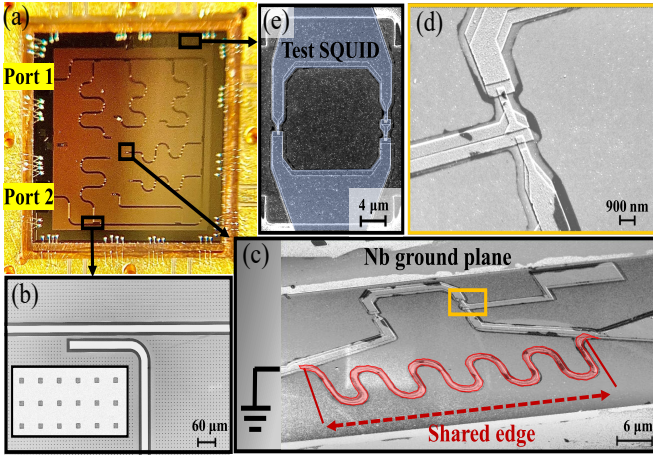 (a)
Port 1
Port 2
(e)
Test SQUID
4 μm
(d)
900 nm
(b)
60 μm
(c)
Nb ground plane
Shared edge
6 μm